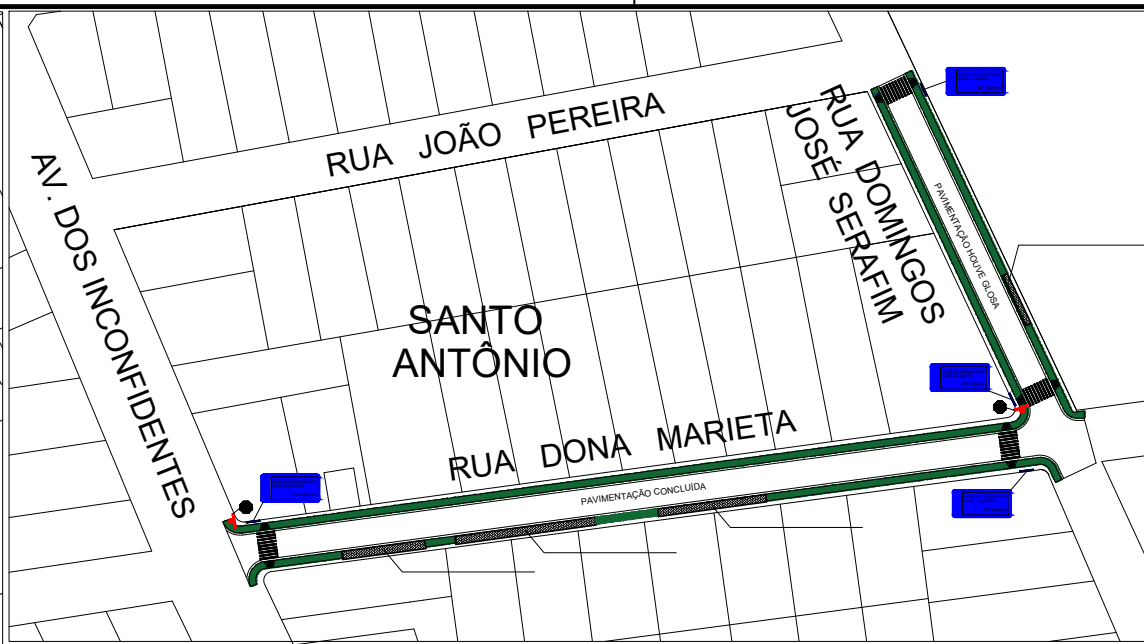 RUA JOÃO PEREIRA
RUA DOMINGOS
JOSÉ SERAFIM
AV. DOS INCONFIDENTES
PAVIMENTAÇÃO HOUVE GLOSA
SANTO
ANTÔNIO
RUA DONA MARIETA
PAVIMENTAÇÃO CONCLUÍDA